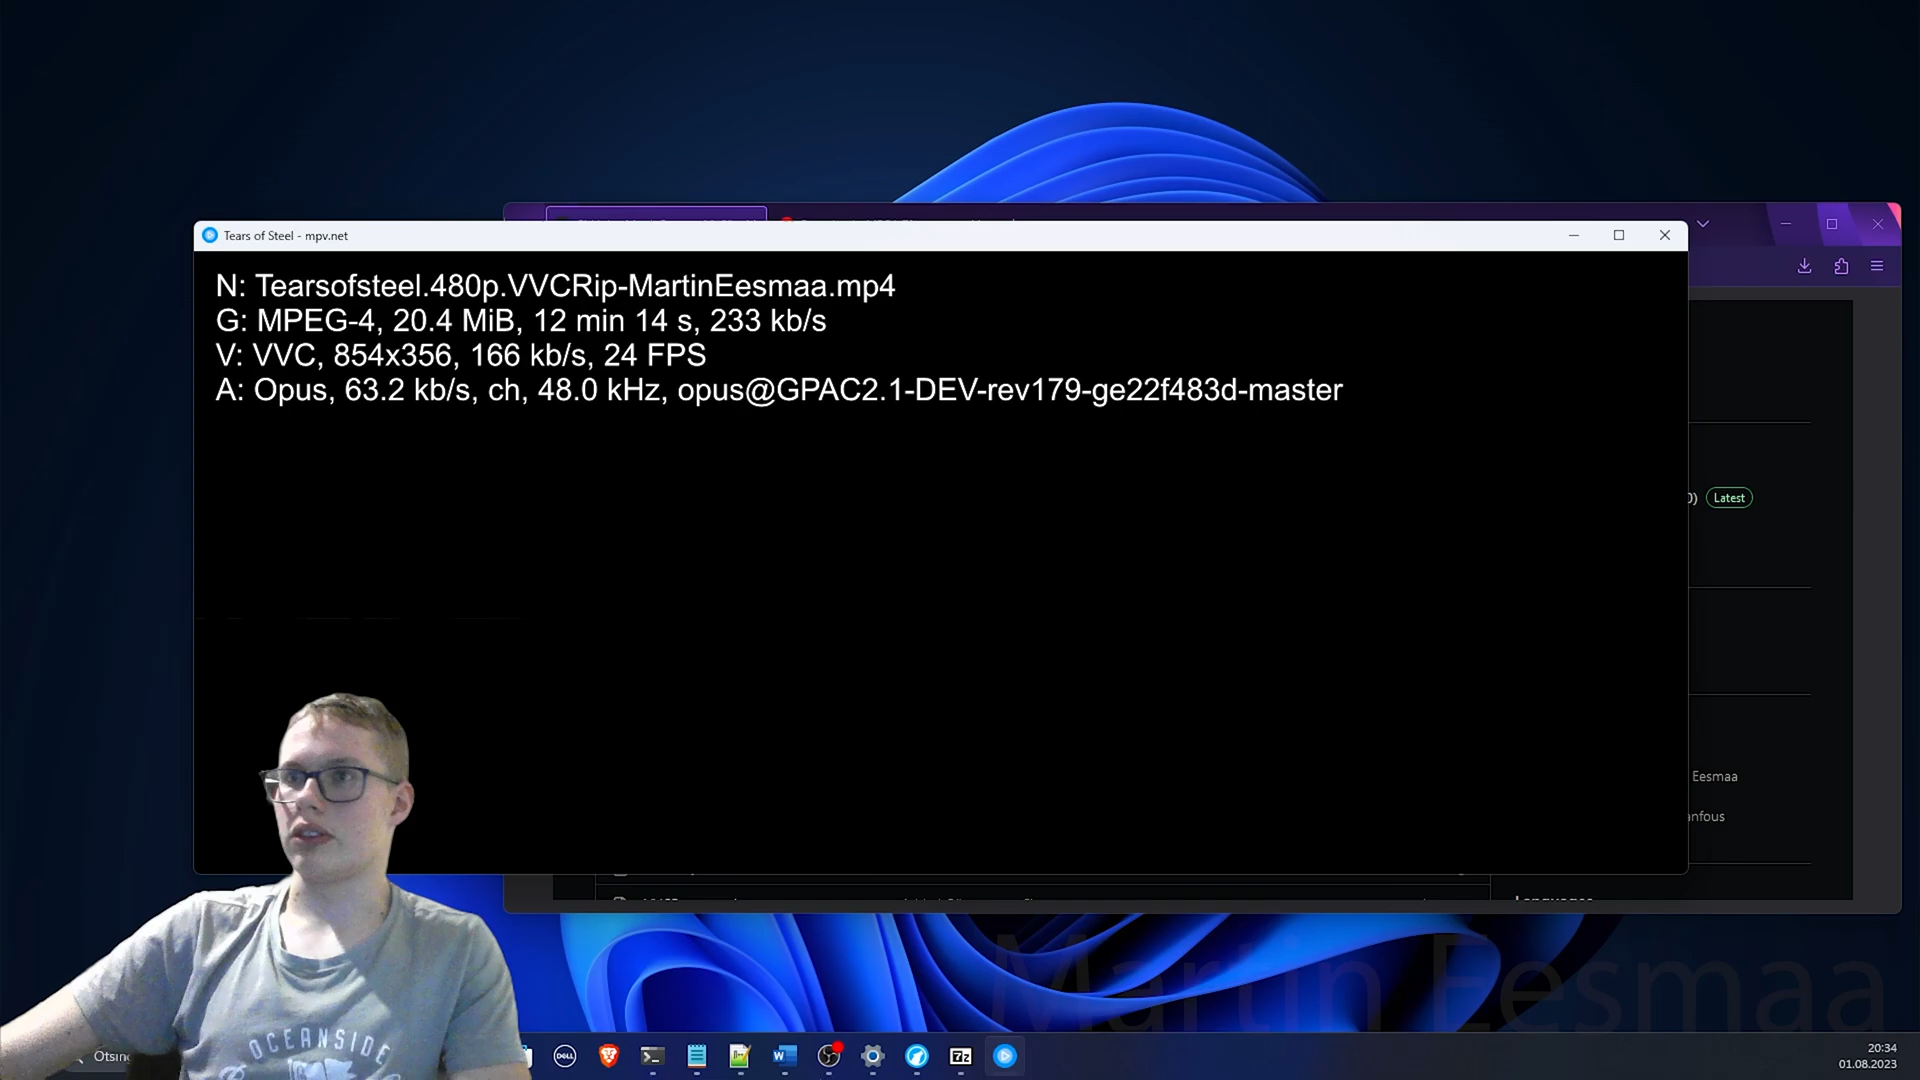 Tears of Steel - mpv.net
N: Tearsofsteel.480p.VVCRip-MartinEesmaa.mp4
G: MPEG-4, 20.4 MiB, 12 min 14 s, 233 kb/s
V: VVC, 854x356, 166 kb/s, 24 FPS
A: Opus, 63.2 kb/s, ch, 48.0 kHz, opus@GPAC2.1-DEV-rev179-ge22f483d-master
Latest
Eesmaa
Martin Eesmaa
OCEANSIDE
DELL
7z
20:34
01.08.2023